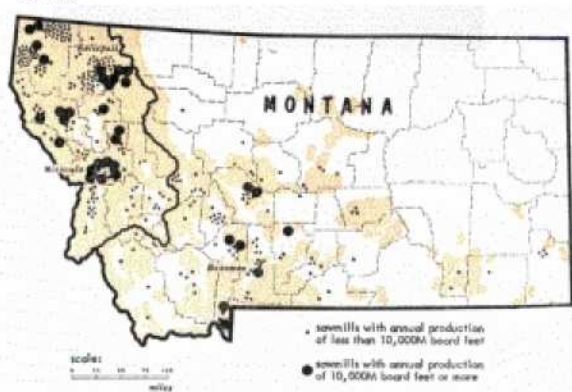 Kalispell
MONTANA
Missoula
Bozeman
sawmills with annual production
of less than 10,000M board feet
sawmills with annual production
of 10,000M board feet or more
scale:
miles